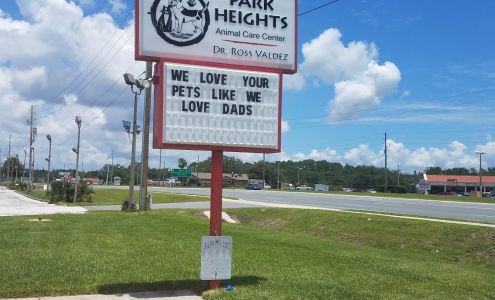 PARK
HEIGHTS
Animal Care Center
DR. ROSS VALDEZ
WE LOVE YOUR
PETS LIKE WE
LOVE DADS